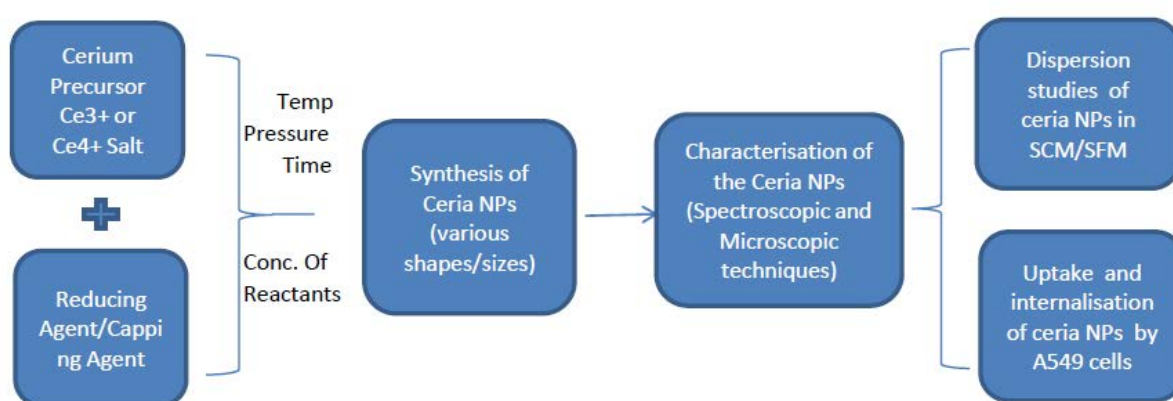 Cerium
Precursor
Ce3+ or
Ce4+ Salt
Reducing
Agent/Cappi
ng Agent
Temp
Pressure
Time
Conc. Of
Reactants
Synthesis of
Ceria NPs
(various
shapes/sizes)
Characterisation of
the Ceria NPs
(Spectroscopic and
Microscopic
techniques)
Dispersion
studies of
ceria NPs in
SCM/SFM
Uptake and
internalisation
of ceria NPs by
A549 cells